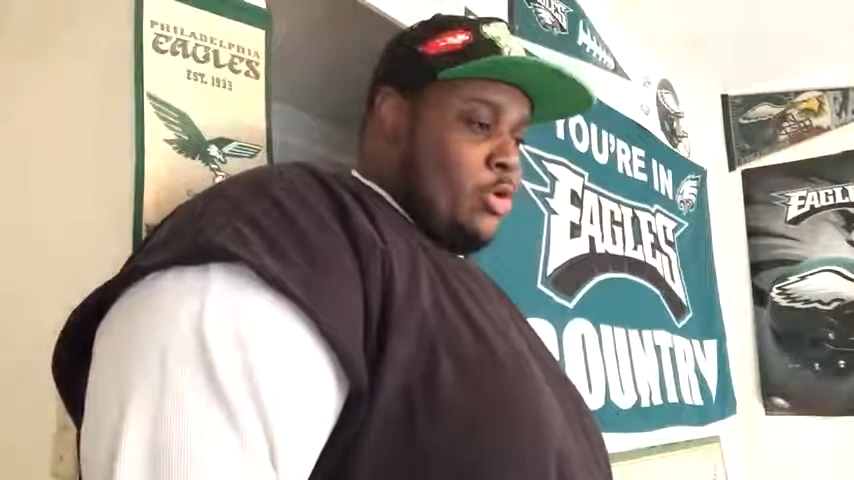 PHILADELPHIA
EAGLES
EST. 1933
YOU'RE IN
EAGLES
COUNTRY
EAGLES